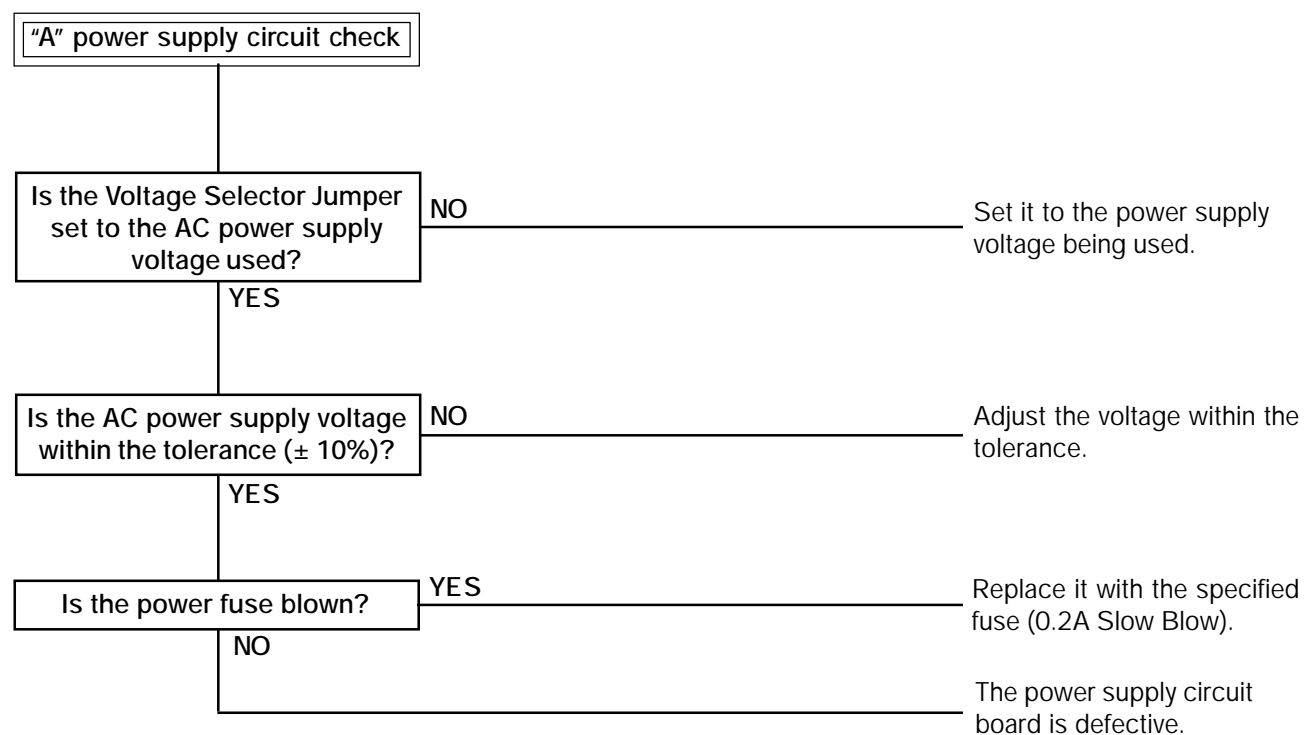 “A” power supply circuit check
Is the Voltage Selector Jumper
set to the AC power supply
voltage used?
NO
Set it to the power supply
voltage being used.
YES
Is the AC power supply voltage
within the tolerance (± 10%)?
NO
Adjust the voltage within the
tolerance.
YES
Is the power fuse blown?
YES
Replace it with the specified
fuse (0.2A Slow Blow).
NO
The power supply circuit
board is defective.